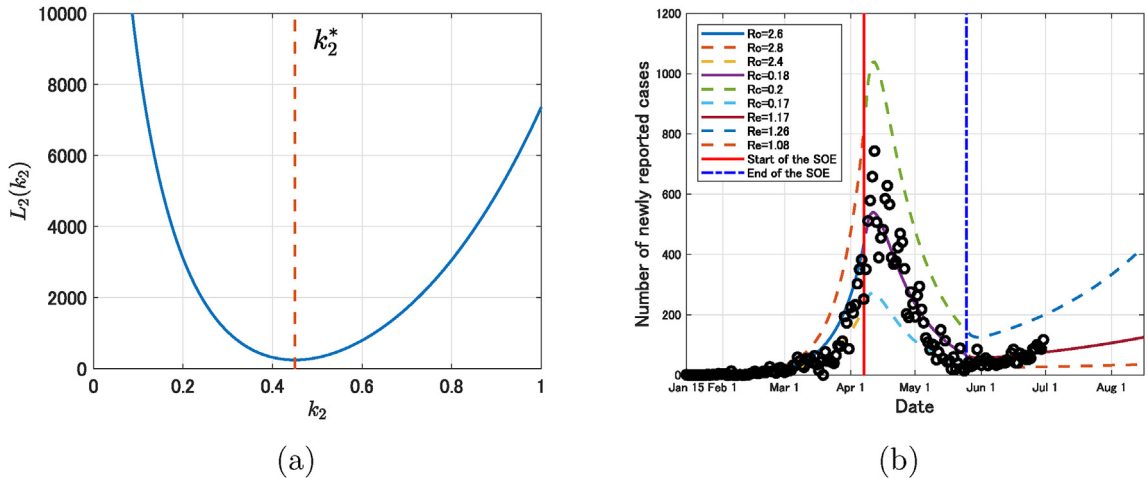 10000
8000
6000
4000
2000
0
L₂(k₂)
k₂*
0 0.2 0.4 0.6 0.8 1
k₂
(a)
1200
1000
800
600
400
200
0
Number of newly reported cases
Ro=2.6
Ro=2.8
Ro=2.4
Rc=0.18
Rc=0.2
Rc=0.17
Re=1.17
Re=1.26
Re=1.08
Start of the SOE
End of the SOE
Jan 15 Feb 1 Mar 1 Apr 1 May 1 Jun 1 Jul 1 Aug 1
Date
(b)